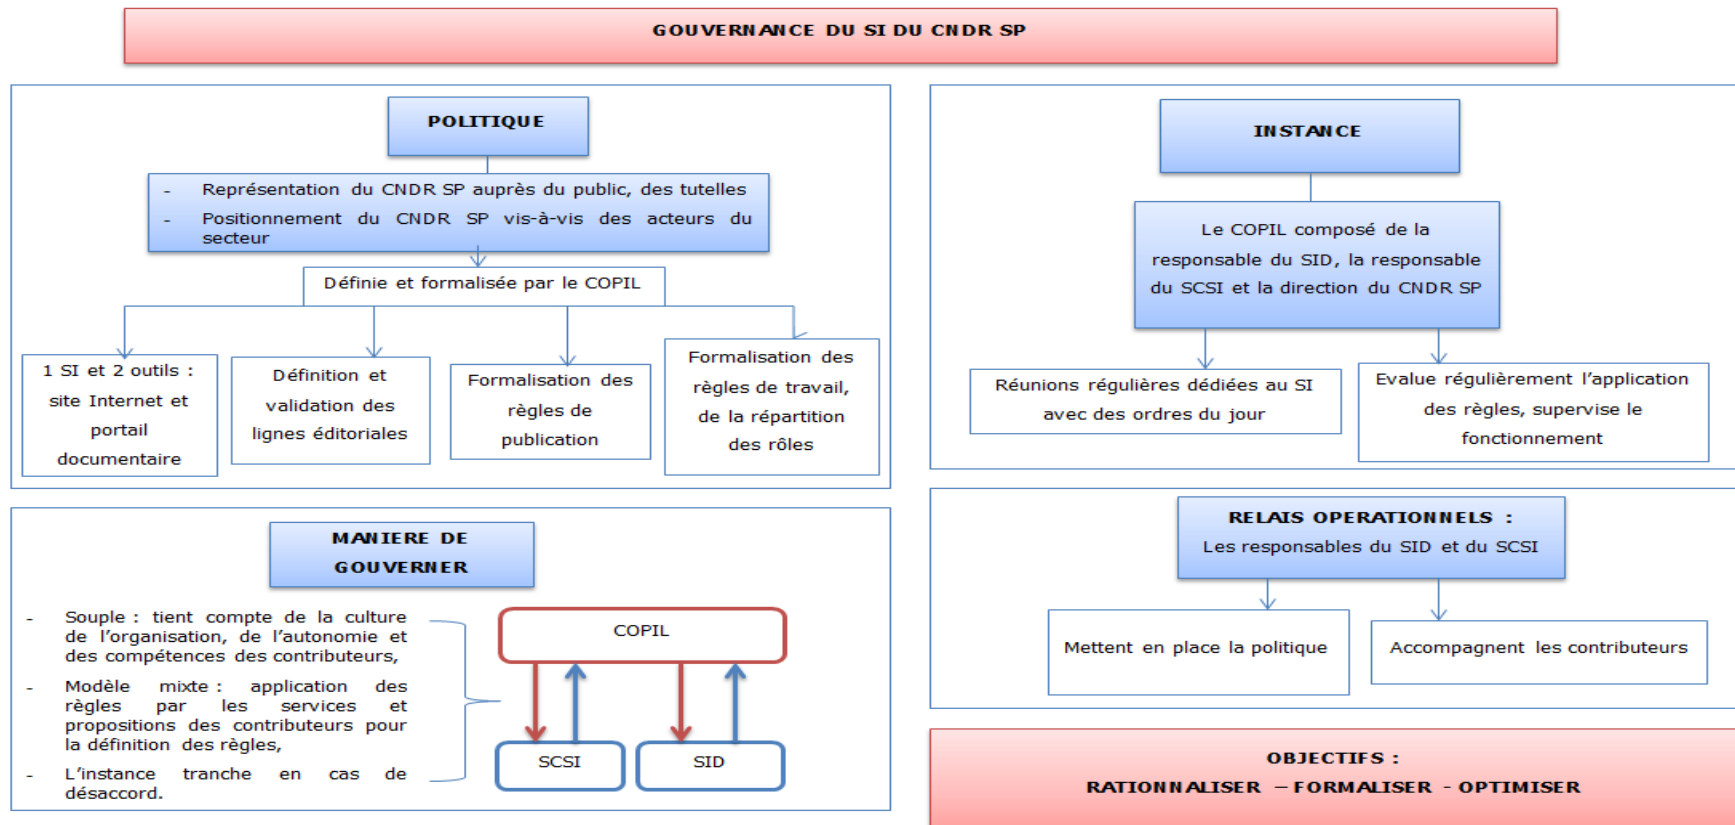 GOUVERNANCE DU SI DU CNDR SP
POLITIQUE
- Représentation du CNDR SP auprès du public, des tutelles
- Positionnement du CNDR SP vis-à-vis des acteurs du
secteur
Définie et formalisée par le COPIL
1 SI et 2 outils :
site Internet et
portail
documentaire
Définition et
validation des
lignes éditoriales
Formalisation des
règles de
publication
Formalisation des
règles de travail,
de la répartition
des rôles
INSTANCE
Le COPIL composé de la
responsable du SID, la responsable
du SCSI et la direction du CNDR SP
Réunions régulières dédiées au SI
avec des ordres du jour
Evalue régulièrement l'application
des règles, supervise le
fonctionnement
MANIERE DE
GOUVERNER
- Souple : tient compte de la culture
de l'organisation, de l'autonomie et
des compétences des contributeurs,
- Modèle mixte : application des
règles par les services et
propositions des contributeurs pour
la définition des règles,
- L'instance tranche en cas de
désaccord.
COPIL
SCSI
SID
RELAIS OPERATIONNELS :
Les responsables du SID et du SCSI
Mettent en place la politique
Accompagnent les contributeurs
OBJECTIFS :
RATIONNALISER – FORMALISER - OPTIMISER